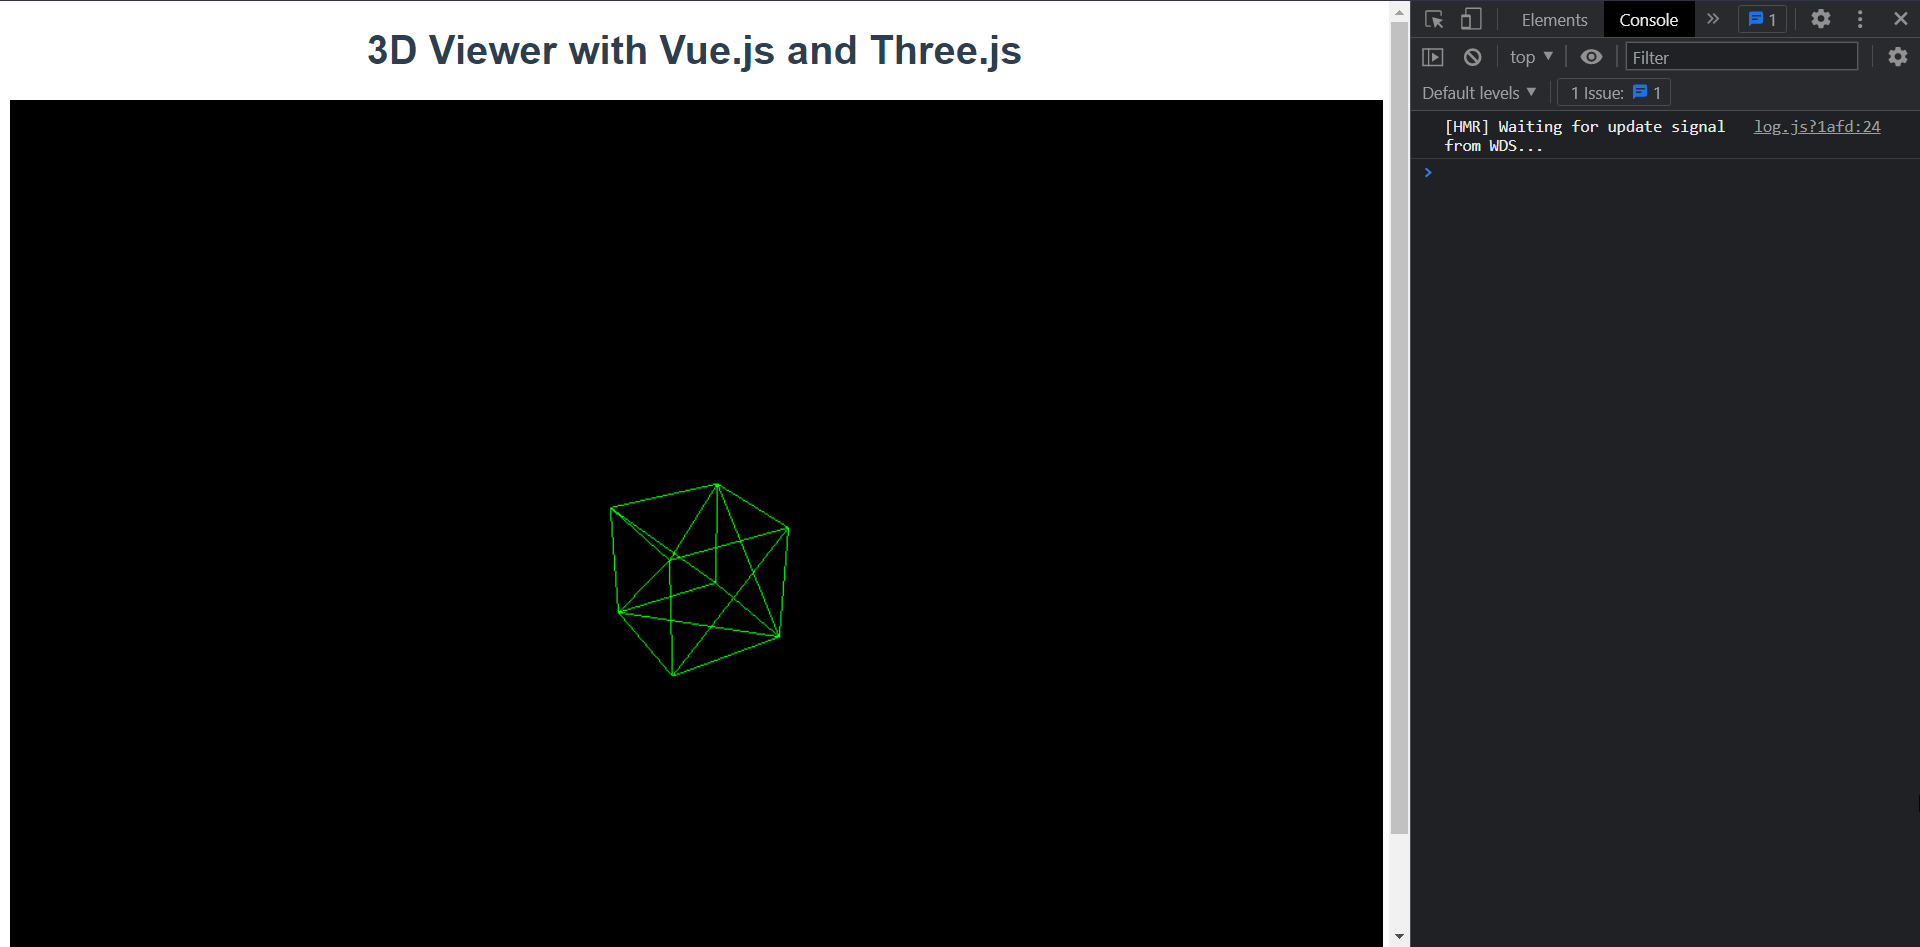 3D Viewer with Vue.js and Three.js
Elements Console 1
top Filter
Default levels 1 Issue: 1
[HMR] Waiting for update signal log.js?1afd:24
from WDS...